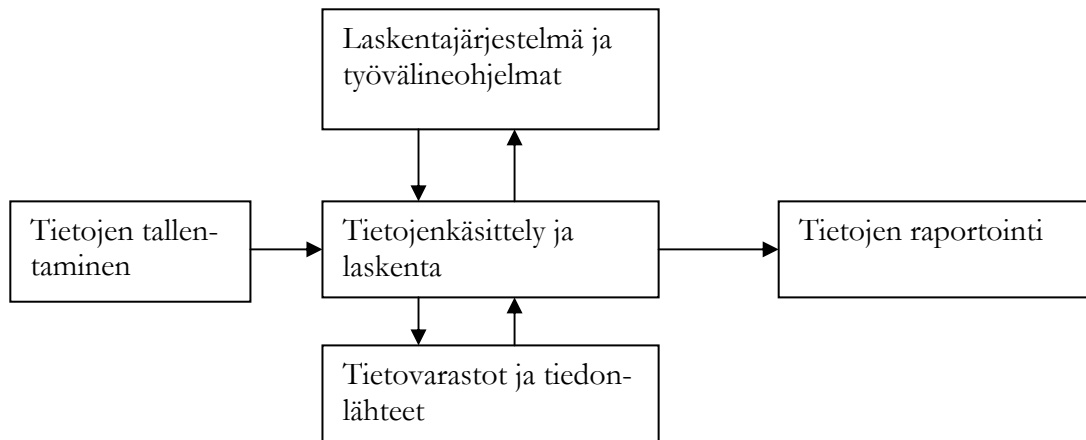 Laskentajärjestelmä ja
työvälineohjelmat
Tietojen tallen-
taminen
Tietojenkäsittely ja
laskenta
Tietojen raportointi
Tietovarastot ja tiedon-
lähteet